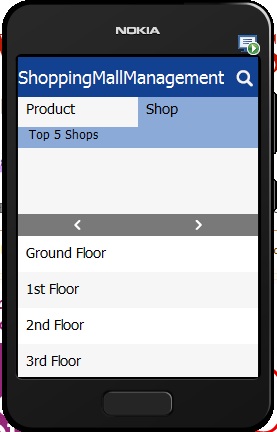 NOKIA
ShoppingMallManagement
Product Shop
Top 5 Shops
Ground Floor
1st Floor
2nd Floor
3rd Floor